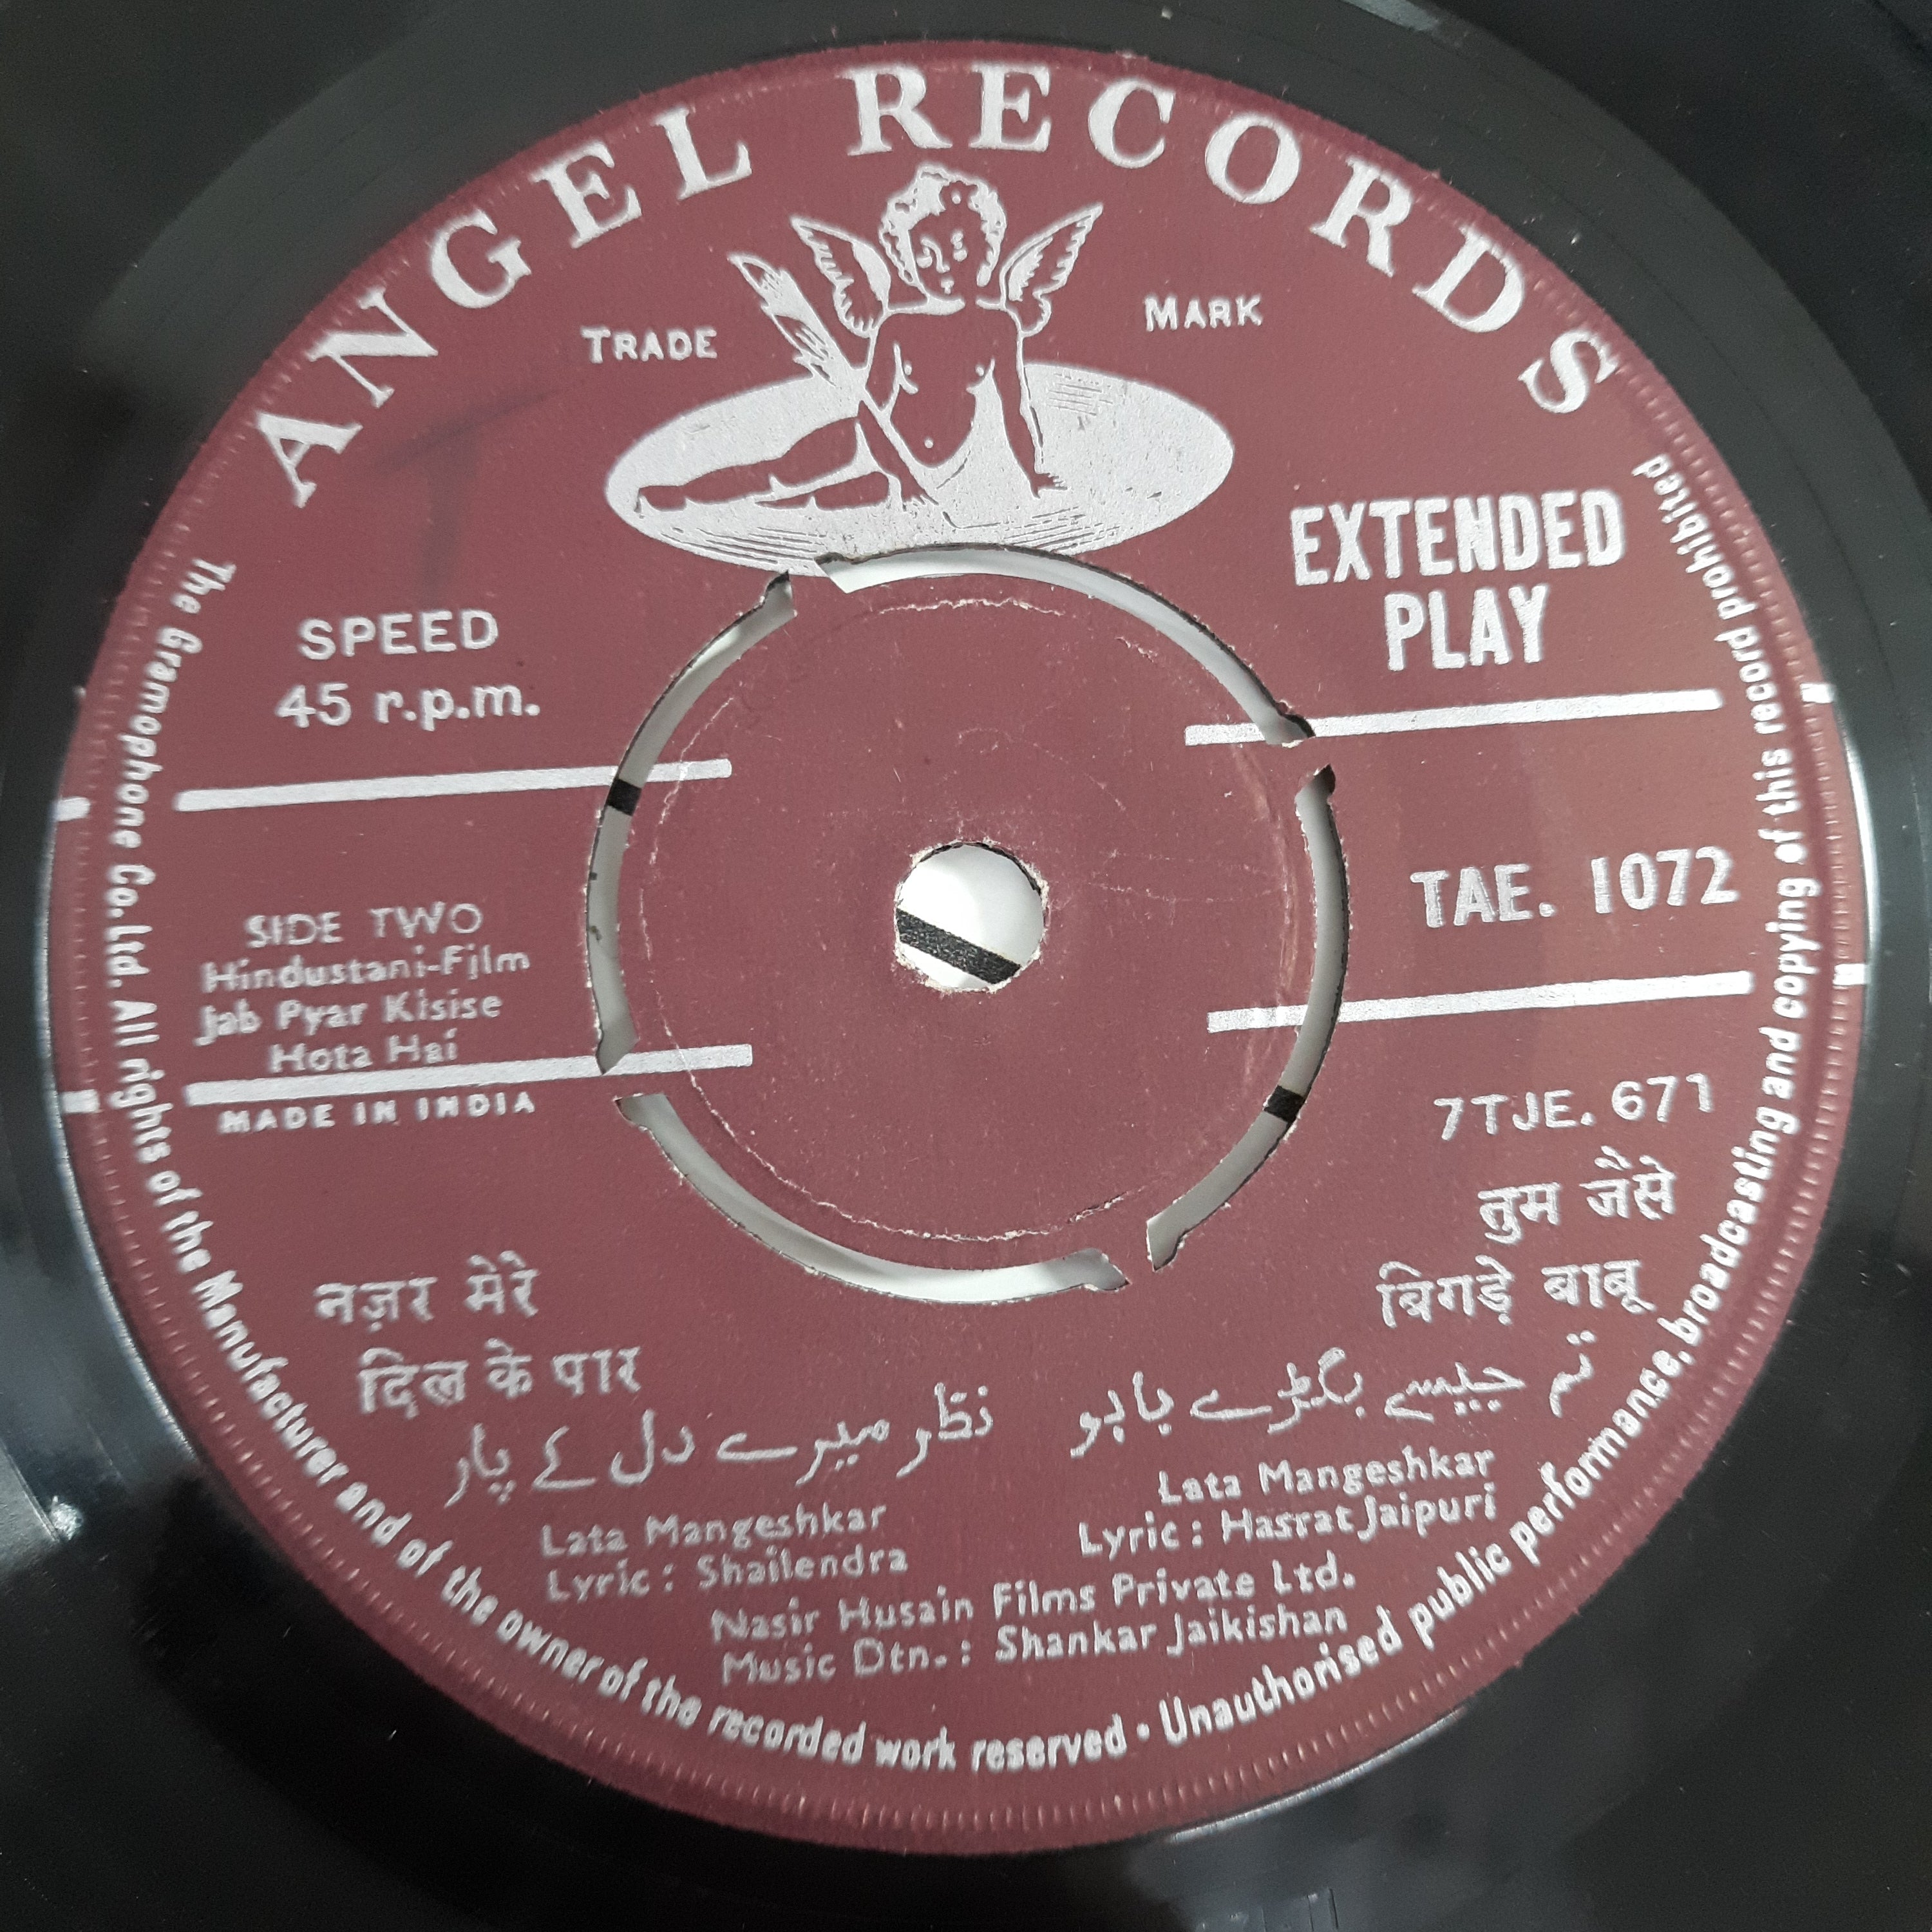 ANGEL RECORDS
TRADE MARK
EXTENDED
PLAY
SPEED
45 r.p.m.
TAE. 1072
SIDE TWO
Hindustani-Film
Jab Pyar Kisise
Hota Hai
MADE IN INDIA
7TJE. 671
नज़र मेरे
दिल के पार
نظر میرے دل کے پار
Lata Mangeshkar
Lyric : Shailendra
तुम जैसे
बिगड़े बाबू
تم جیسے بگڑے بابو
Lata Mangeshkar
Lyric : Hasrat Jaipuri
Nasir Husain Films Private Ltd.
Music Dtn. : Shankar Jaikishan
The Gramophone Co. Ltd. All rights of the Manufacturer and of the owner of the recorded work reserved • Unauthorised public performance, broadcasting and copying of this record prohibited